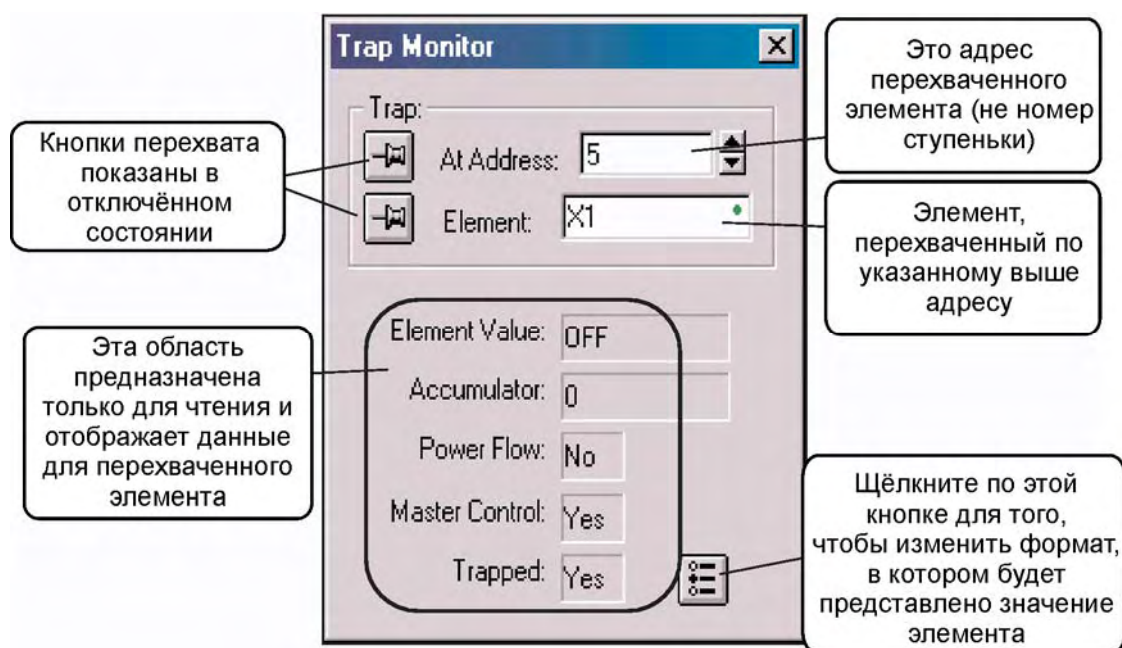 Trap Monitor
Trap:
At Address: 5
Element: X1
Element Value: OFF
Accumulator: 0
Power Flow: No
Master Control: Yes
Trapped: Yes
Кнопки перехвата
показаны в
отключённом
состоянии
Эта область
предназначена
только для чтения и
отображает данные
для перехваченного
элемента
Это адрес
перехваченного
элемента (не номер
ступеньки)
Элемент,
перехваченный по
указанному выше
адресу
Щёлкните по этой
кнопке для того,
чтобы изменить формат,
в котором будет
представлено значение
элемента